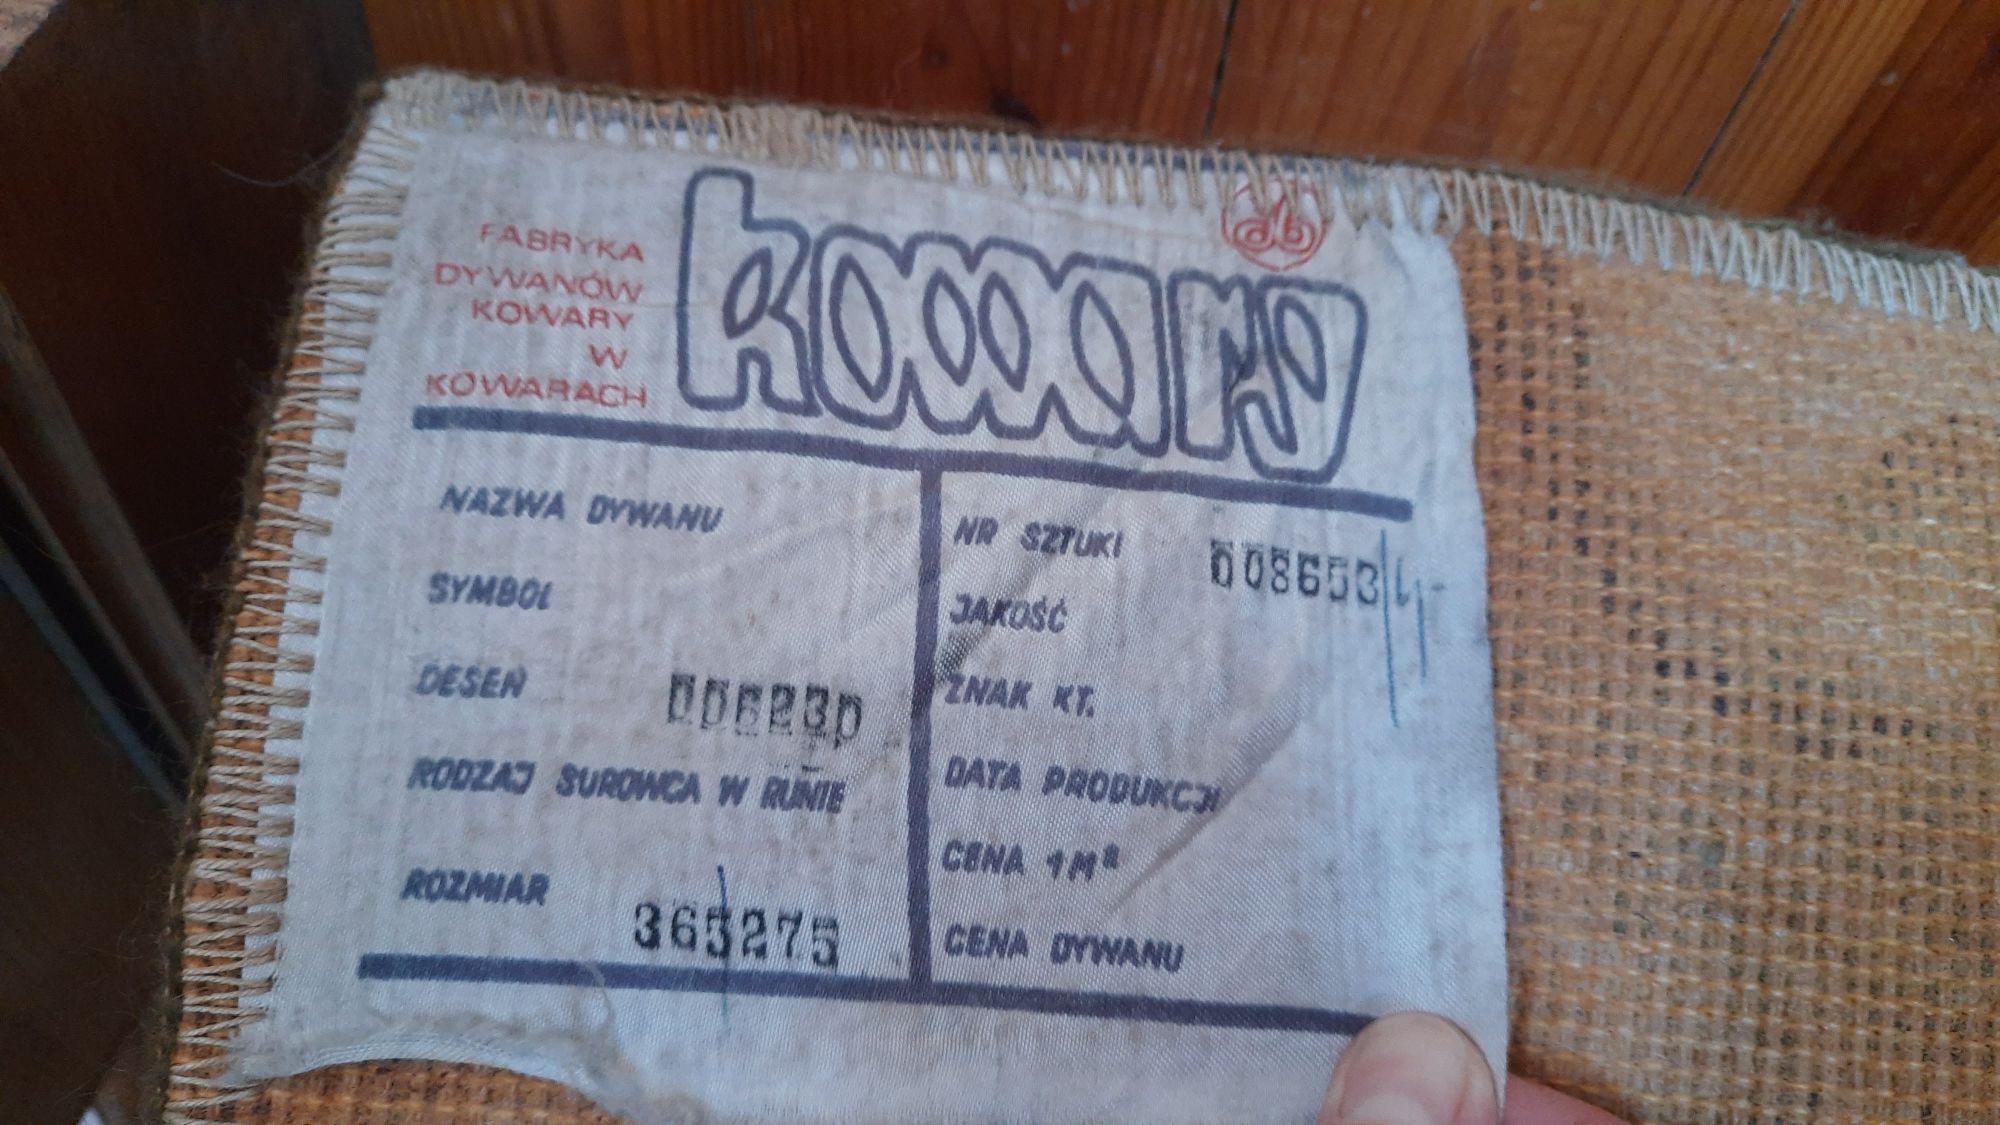 FABRYKA
DYWANÓW
KOWARY
W
KOWARACH
kowary
db
NAZWA DYWANU
SYMBOL
DESEŃ
RODZAJ SUROWCA W RUNIE
ROZMIAR 365275
NR SZTUKI 008653
JAKOŚĆ
ZNAK KT.
DATA PRODUKCJI
CENA 1M²
CENA DYWANU